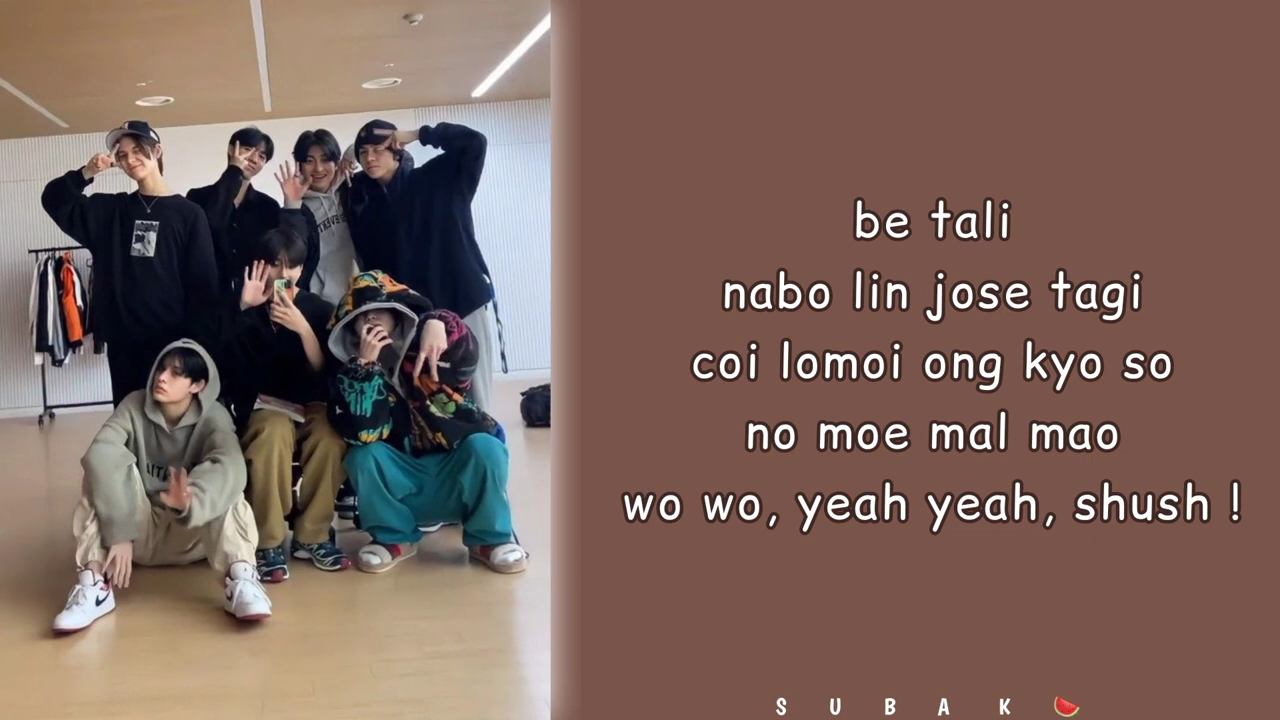 be tali
nabo lin jose tagi
coi lomoi ong kyo so
no moe mal mao
wo wo, yeah yeah, shush !
S U B A K 🍉